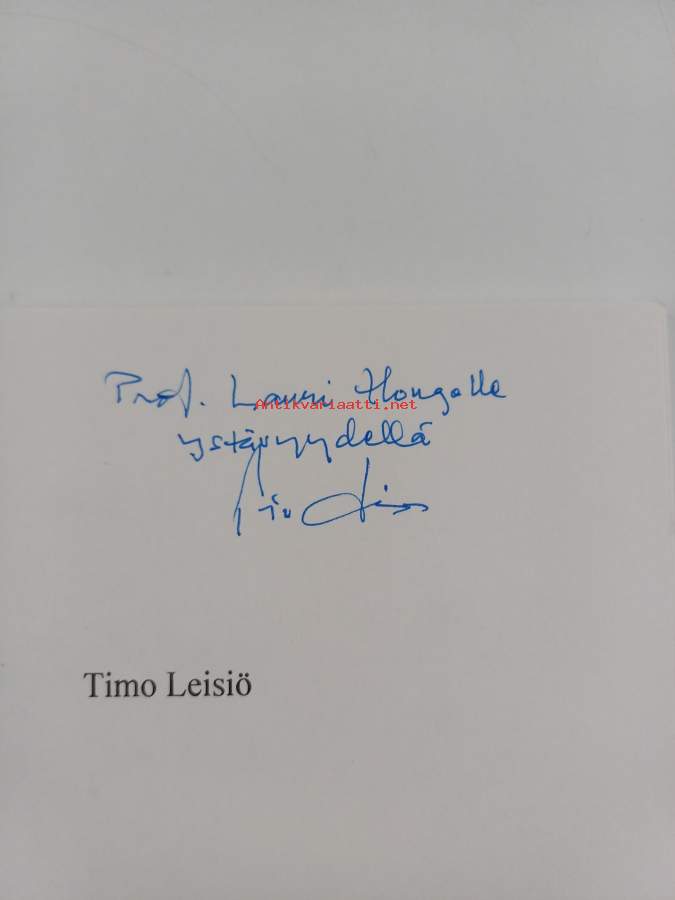 Prof. Lauri Hongalle
Antikvariaatti.net
ystävyydellä
Timo Leisiö